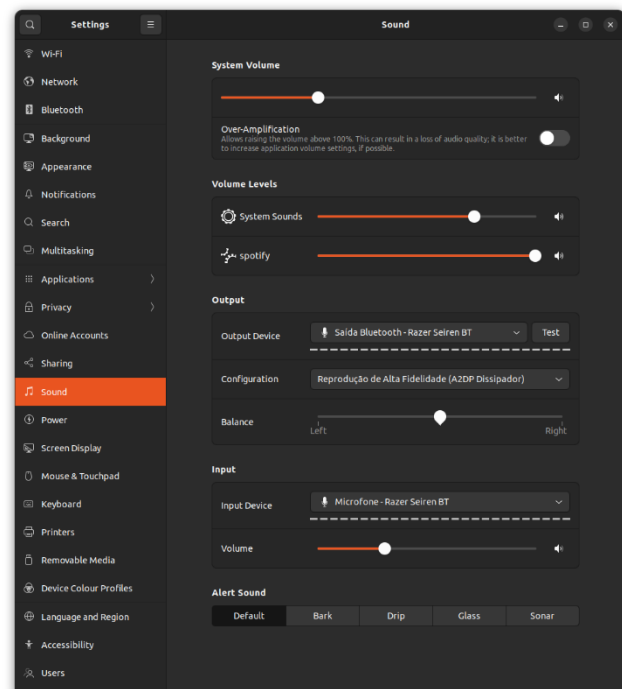 Settings
Sound
Wi-Fi
Network
Bluetooth
Background
Appearance
Notifications
Search
Multitasking
Applications
Privacy
Online Accounts
Sharing
Sound
Power
Screen Display
Mouse & Touchpad
Keyboard
Printers
Removable Media
Device Colour Profiles
Language and Region
Accessibility
Users
System Volume
Over-Amplification
Allows raising the volume above 100%. This can result in a loss of audio quality; it is better
to increase application volume settings, if possible.
Volume Levels
System Sounds
spotify
Output
Output Device
Saída Bluetooth - Razer Seiren BT
Test
Configuration
Reprodução de Alta Fidelidade (A2DP Dissipador)
Balance
Left
Right
Input
Input Device
Microfone - Razer Seiren BT
Volume
Alert Sound
Default
Bark
Drip
Glass
Sonar